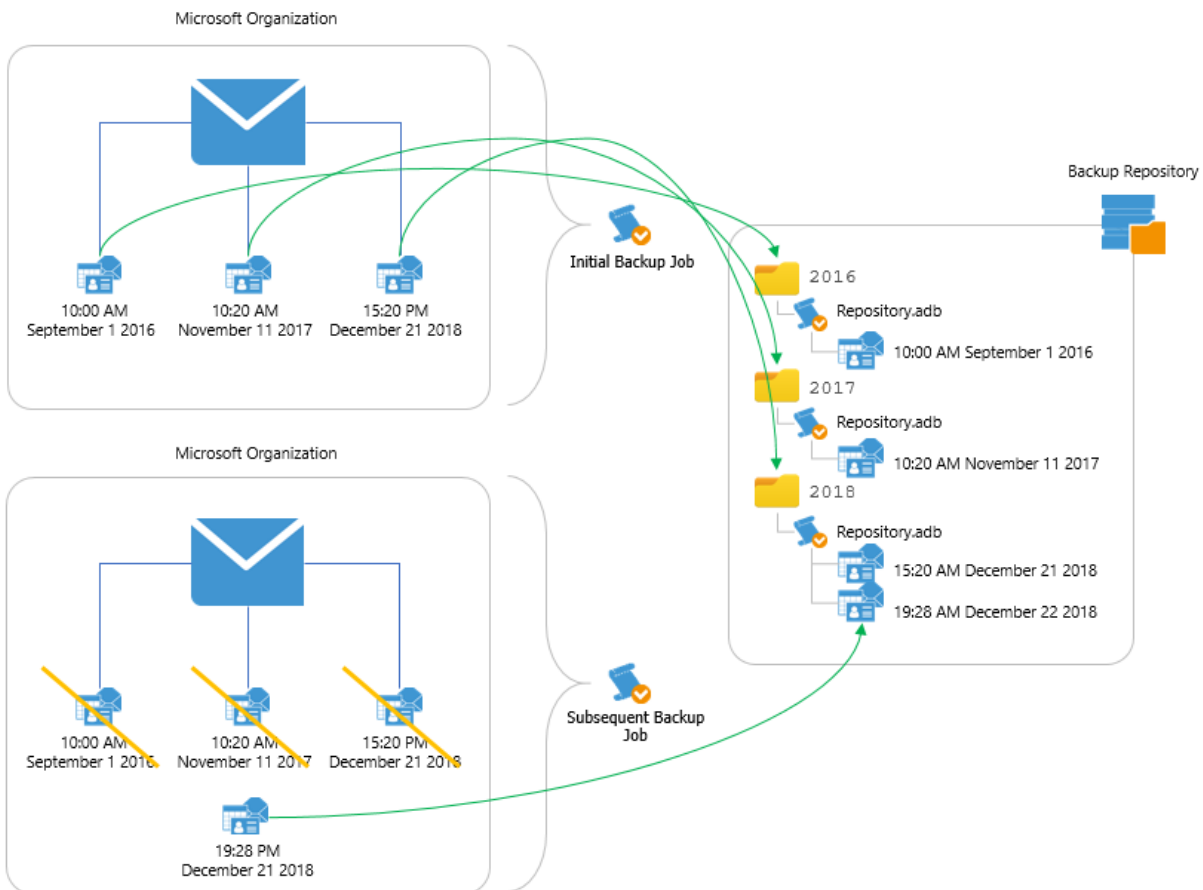 Microsoft Organization
10:00 AM
September 1 2016
10:20 AM
November 11 2017
15:20 PM
December 21 2018
Initial Backup Job
Backup Repository
2016
Repository.adb
10:00 AM September 1 2016
2017
Repository.adb
10:20 AM November 11 2017
2018
Repository.adb
15:20 AM December 21 2018
19:28 AM December 22 2018
Microsoft Organization
10:00 AM
September 1 2016
10:20 AM
November 11 2017
15:20 PM
December 21 2018
19:28 PM
December 21 2018
Subsequent Backup
Job